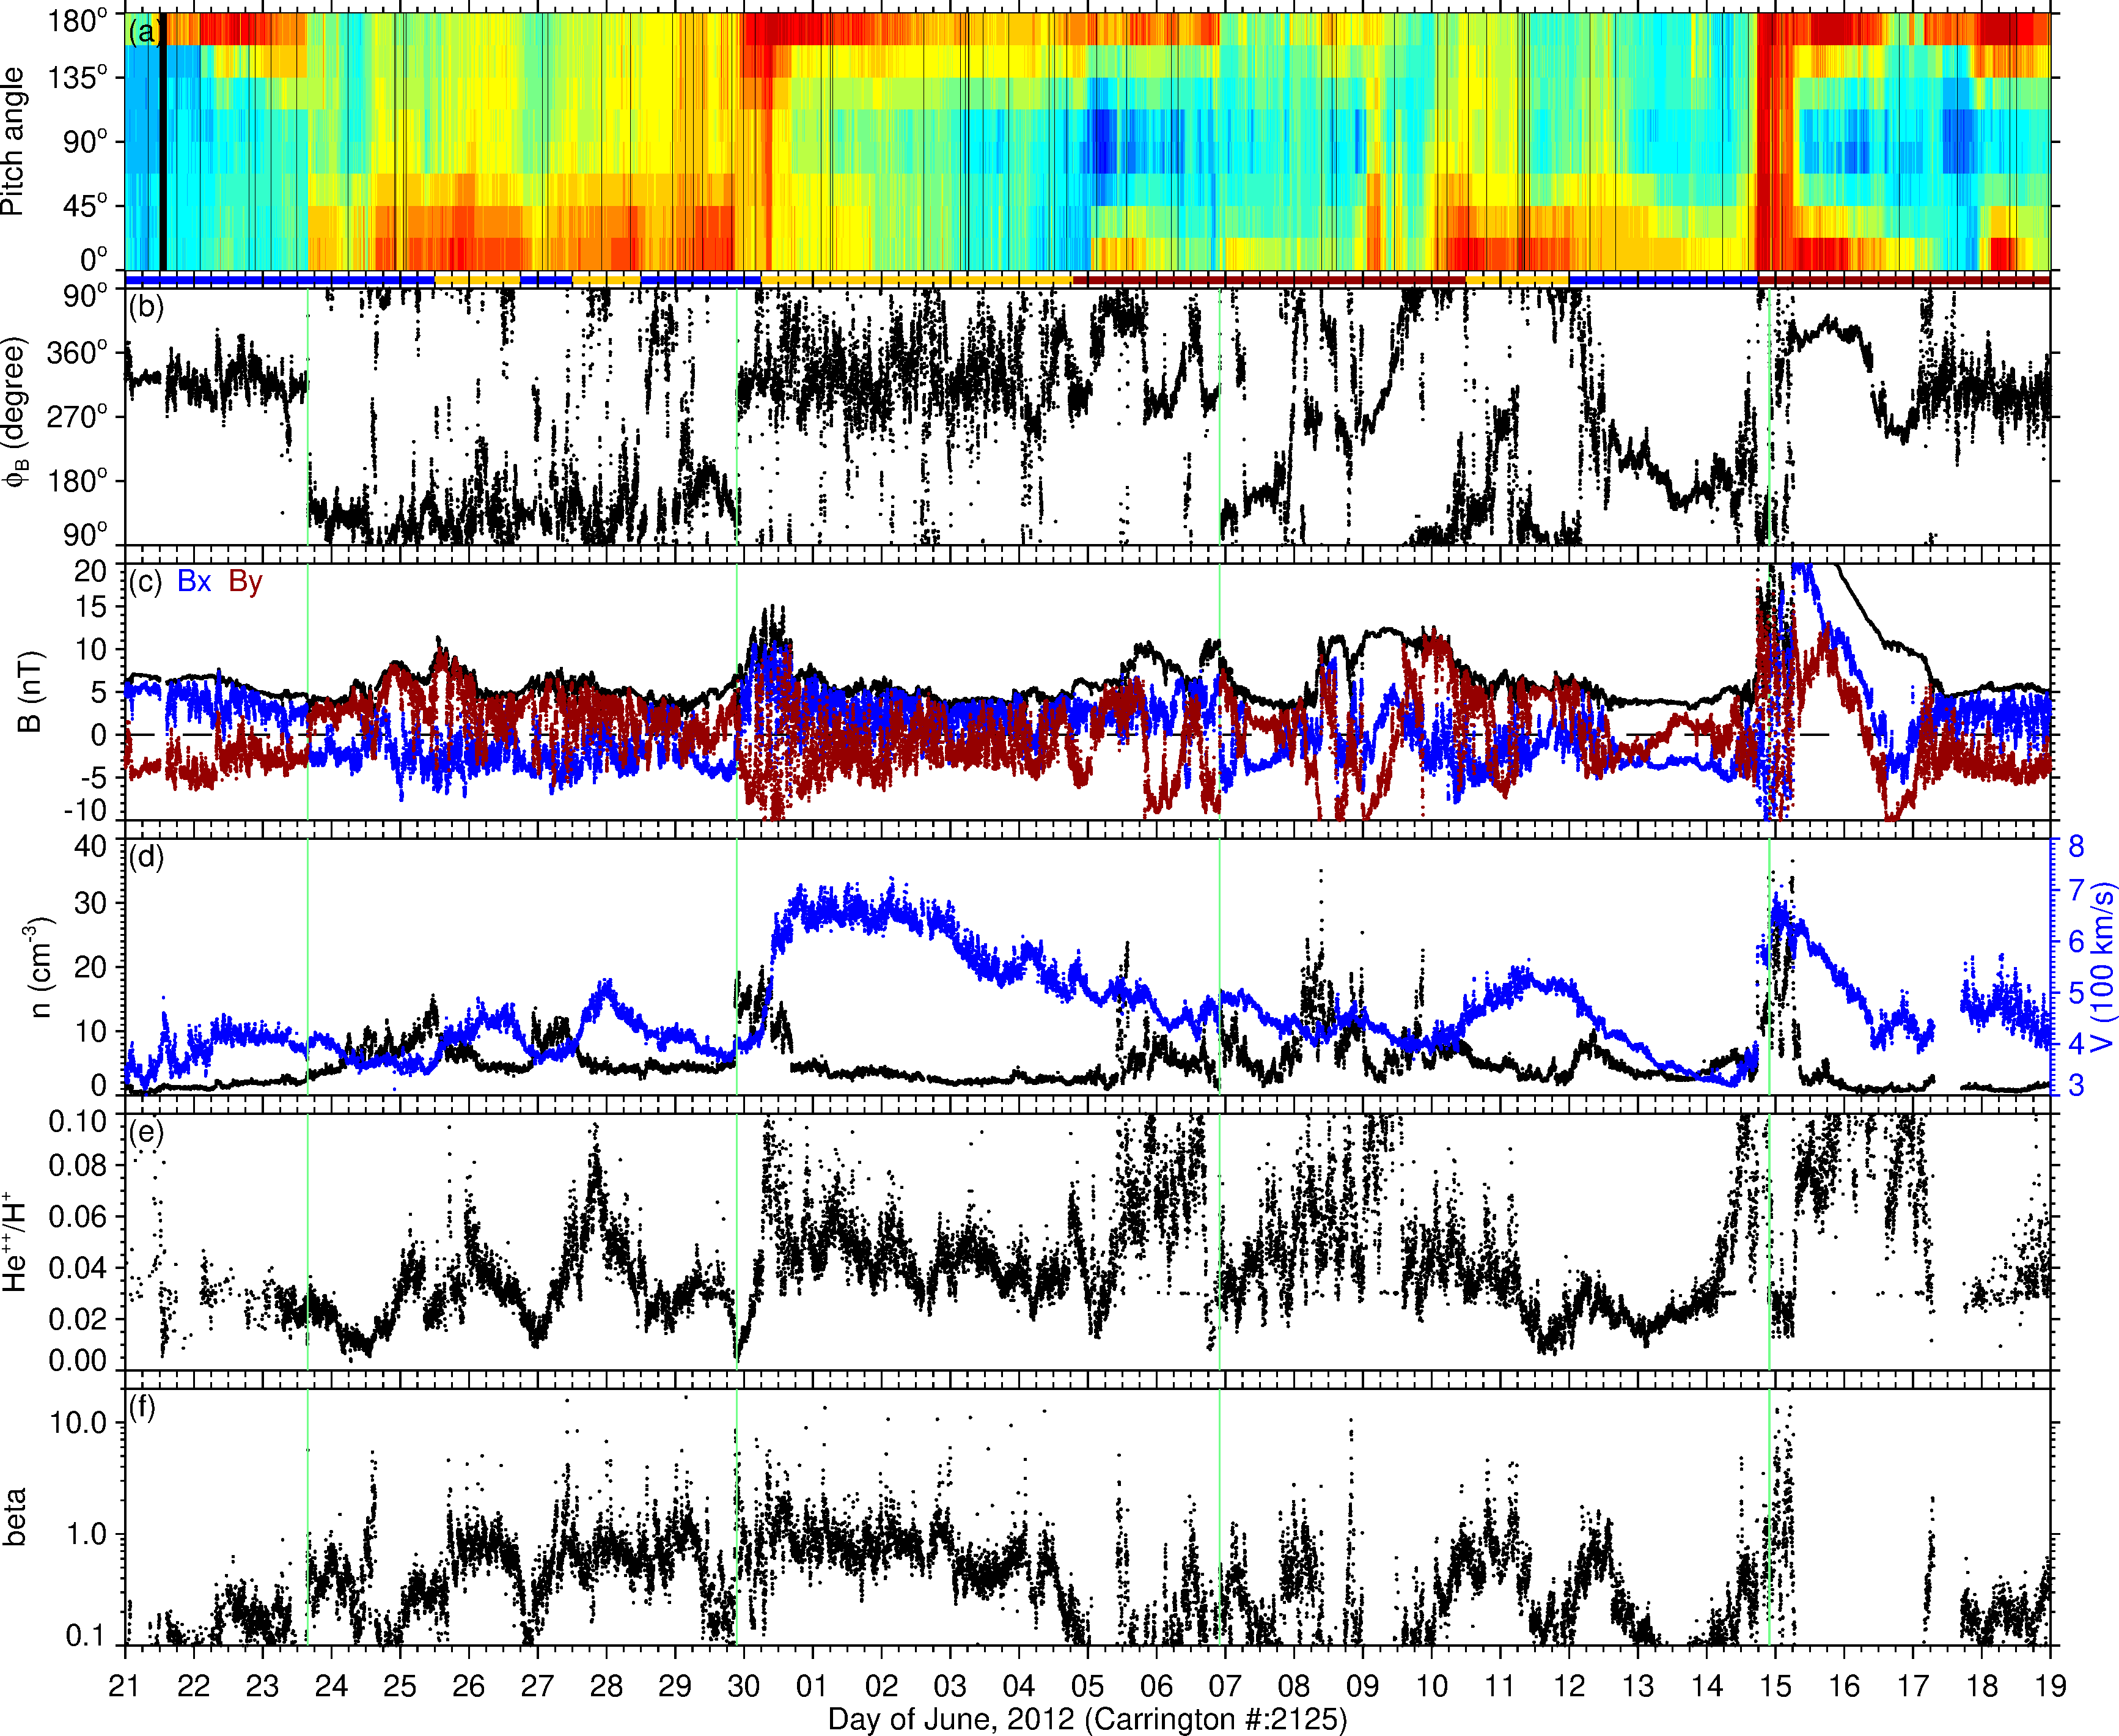 (a)
180°
135°
90°
45°
0°
Pitch angle
(b)
90°
360°
270°
180°
90°
ϕB (degree)
(c) Bx By
20
15
10
5
0
-5
-10
B (nT)
(d)
40
30
20
10
0
n (cm-3)
8
7
6
5
4
3
V (100 km/s)
(e)
0.10
0.08
0.06
0.04
0.02
0.00
He++/H+
(f)
10.0
1.0
0.1
beta
21 22 23 24 25 26 27 28 29 30 01 02 03 04 05 06 07 08 09 10 11 12 13 14 15 16 17 18 19
Day of June, 2012 (Carrington #:2125)